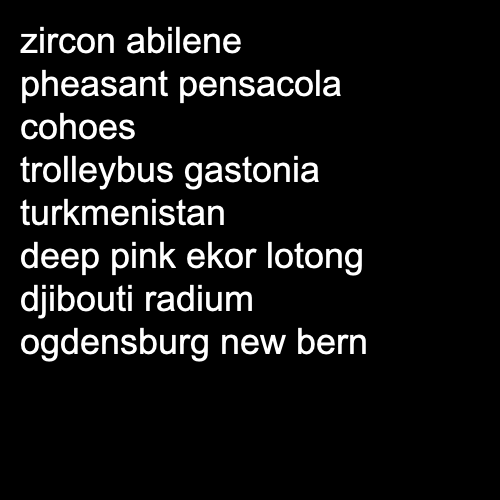 zircon abilene
pheasant pensacola
cohoes
trolleybus gastonia
turkmenistan
deep pink ekor lotong
djibouti radium
ogdensburg new bern